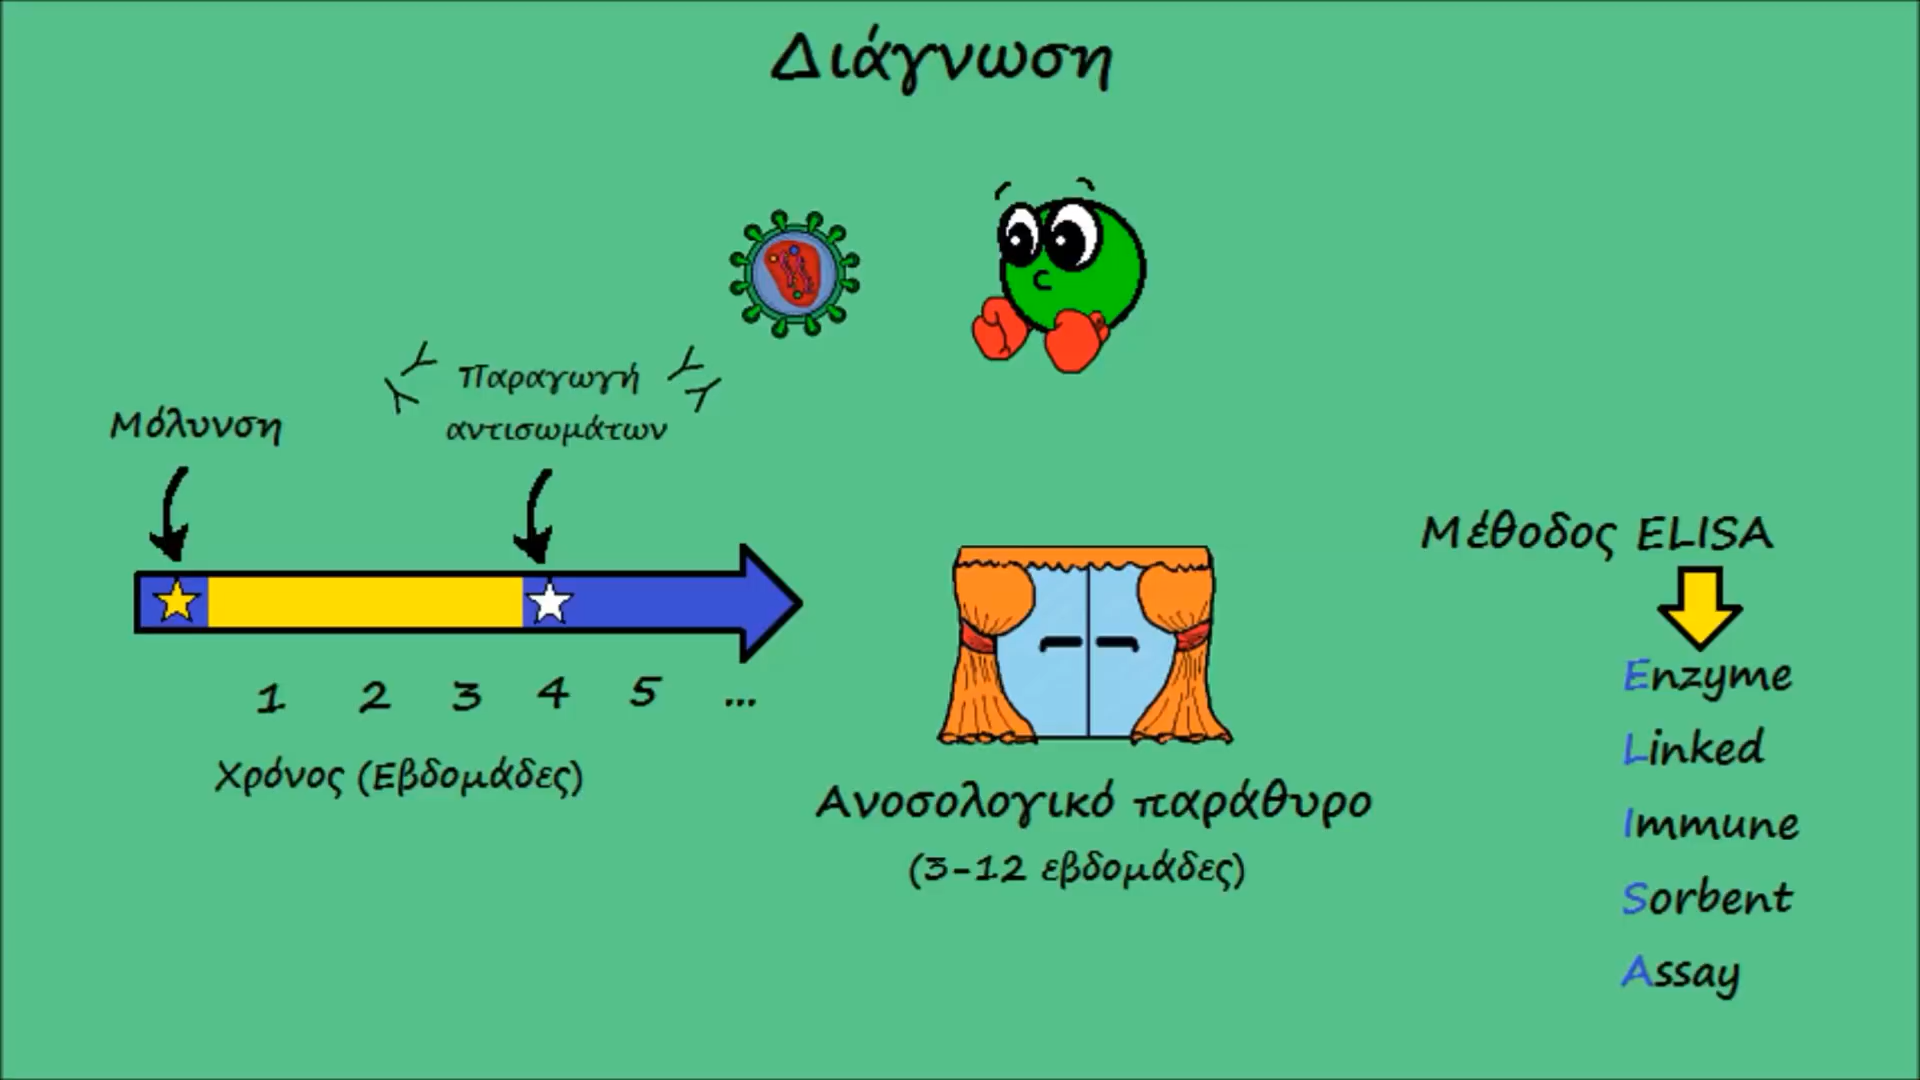 Διάγνωση
Μόλυνση
Παραγωγή
αντισωμάτων
1 2 3 4 5 ...
Χρόνος (Εβδομάδες)
Ανοσολογικό παράθυρο
(3-12 εβδομάδες)
Μέθοδος ELISA
Enzyme
Linked
Immune
Sorbent
Assay